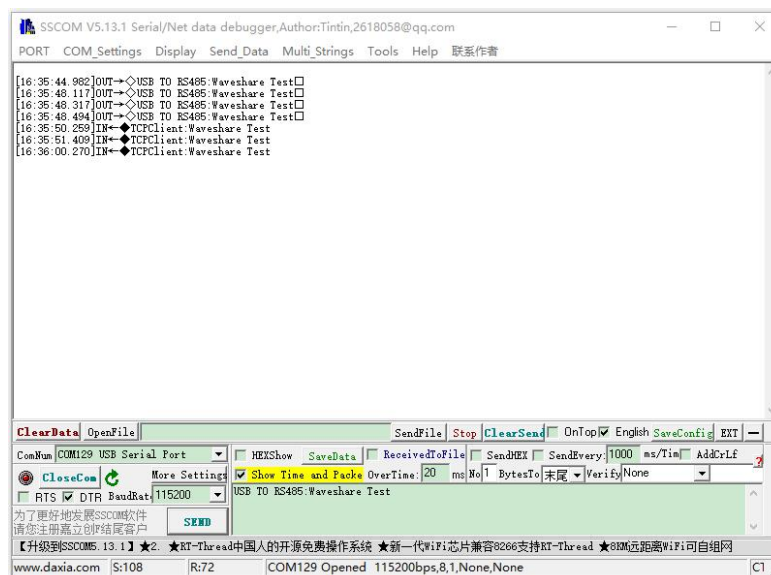 SSCOM V5.13.1 Serial/Net data debugger,Author:Tintin,2618058@qq.com
PORT COM_Settings Display Send_Data Multi_Strings Tools Help 联系作者
[16:35:44.982]OUT→◇USB TO RS485:Waveshare Test□
[16:35:48.117]OUT→◇USB TO RS485:Waveshare Test□
[16:35:48.317]OUT→◇USB TO RS485:Waveshare Test□
[16:35:48.494]OUT→◇USB TO RS485:Waveshare Test□
[16:35:50.259]IN←◆TCPClient:Waveshare Test
[16:35:51.409]IN←◆TCPClient:Waveshare Test
[16:36:00.270]IN←◆TCPClient:Waveshare Test
ClearData OpenFile SendFile Stop ClearSend OnTop English SaveConfig EXT —
ComNum COM129 USB Serial Port HEXShow SaveData ReceivedToFile SendHEX SendEvery: 1000 ms/Tim AddCrLf
CloseCom More Settings Show Time and Packe OverTime: 20 ms No 1 BytesTo 末尾 Verify None ?
RTS DTR BaudRat 115200 USB TO RS485:Waveshare Test
为了更好地发展SSCOM软件
请您注册嘉立创F结尾客户
SEND
【升级到SSCOM5.13.1】★2. ★RT-Thread中国人的开源免费操作系统 ★新一代WiFi芯片兼容8266支持RT-Thread ★8KM远距离WiFi可自组网
www.daxia.com S:108 R:72 COM129 Opened 115200bps,8,1,None,None CT